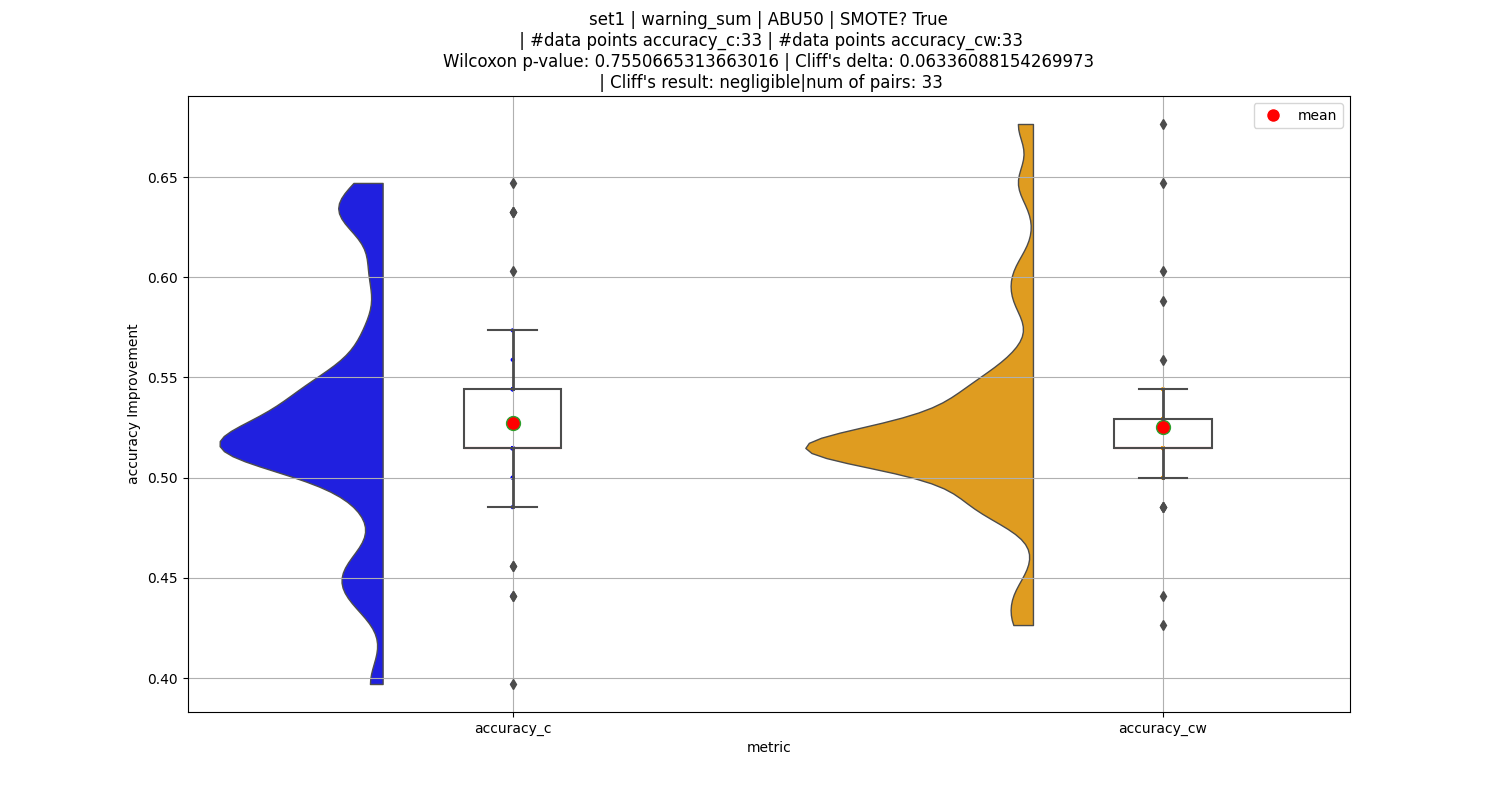 set1 | warning_sum | ABU50 | SMOTE? True
| #data points accuracy_c:33 | #data points accuracy_cw:33
Wilcoxon p-value: 0.7550665313663016 | Cliff's delta: 0.06336088154269973
| Cliff's result: negligible|num of pairs: 33
mean
0.65
0.60
0.55
0.50
0.45
0.40
accuracy Improvement
accuracy_c
accuracy_cw
metric